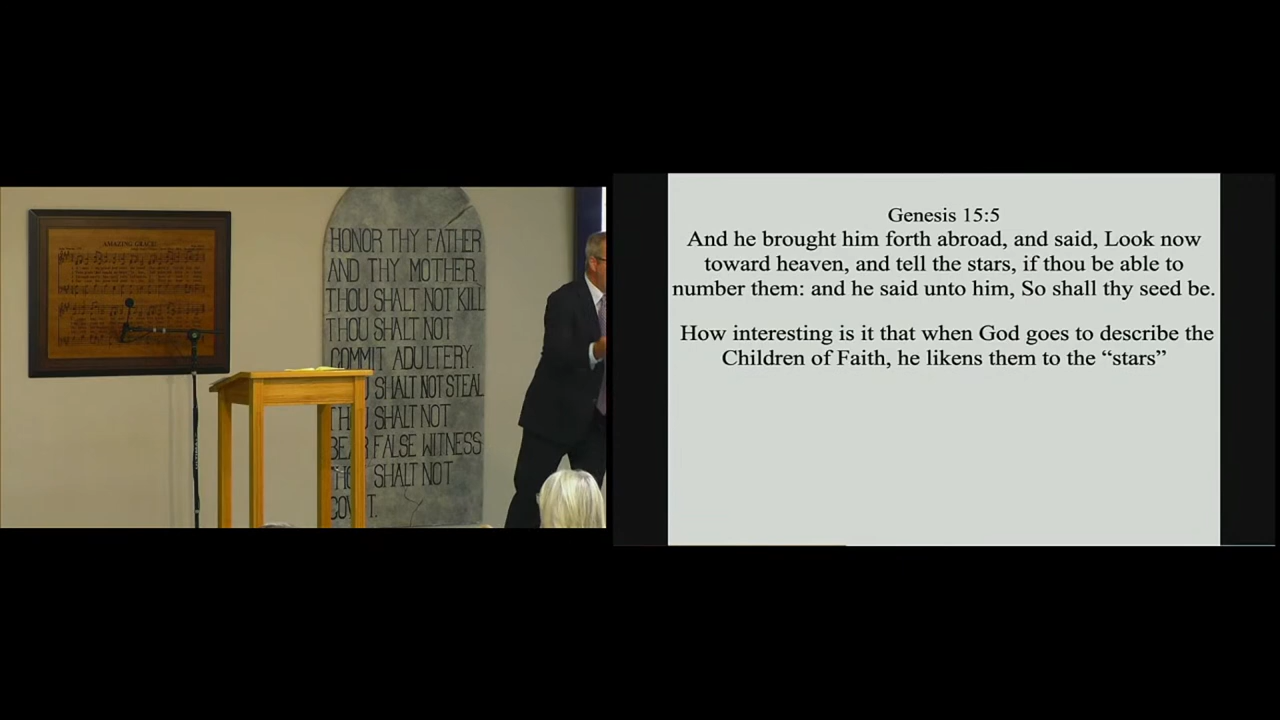 AMAZING GRACE
HONOR THY FATHER
AND THY MOTHER
THOU SHALT NOT KILL
THOU SHALT NOT
COMMIT ADULTERY.
SHALT NOT STEAL
SHALT NOT
BEAR FALSE WITNESS
SHALT NOT
Genesis 15:5
And he brought him forth abroad, and said, Look now
toward heaven, and tell the stars, if thou be able to
number them: and he said unto him, So shall thy seed be.
How interesting is it that when God goes to describe the
Children of Faith, he likens them to the “stars”